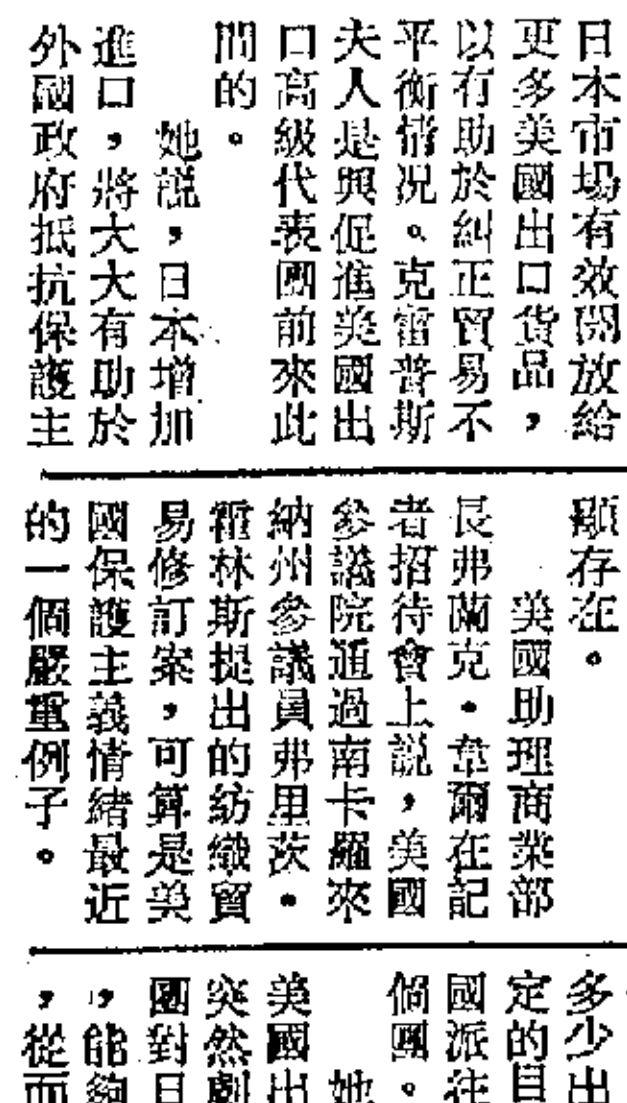 日本市場有效開放給
更多美國出口貨品，
以有助於糾正貿易不
平衡情况。克雷普斯
夫人是與促進美國出
口高級代表團前來此
間的。
她説，日本增加
進口，將大大有助於
外國政府抵抗保護主
顯存在。
美國助理商業部
長弗蘭克·韋爾在記
者招待會上説，美國
參議院通過南卡羅來
納州參議員弗里茨·
霍林斯提出的紡織貿
易修訂案，可算是美
國保護主義情緒最近
的一個嚴重例子。
多少出
定的目
國派往
個團。
她
美國出
突然劇
團對日
，能夠
，從而